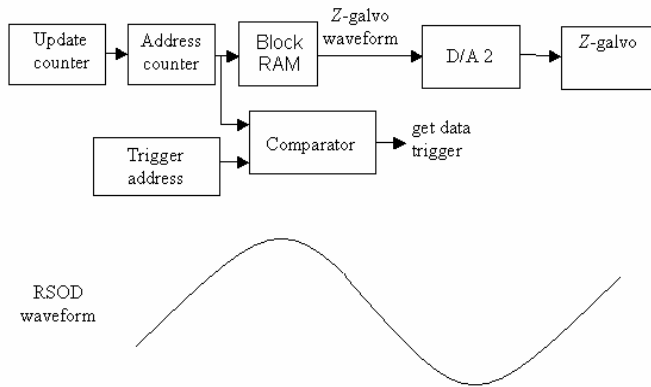 Update
counter
Address
counter
Block
RAM
Z-galvo
waveform
D/A 2
Z-galvo
Trigger
address
Comparator
get data
trigger
RSOD
waveform